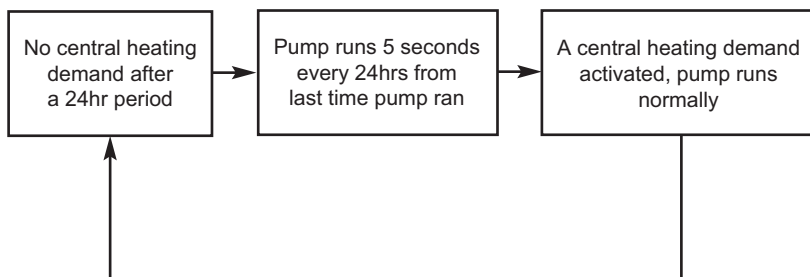 No central heating
demand after
a 24hr period
Pump runs 5 seconds
every 24hrs from
last time pump ran
A central heating demand
activated, pump runs
normally